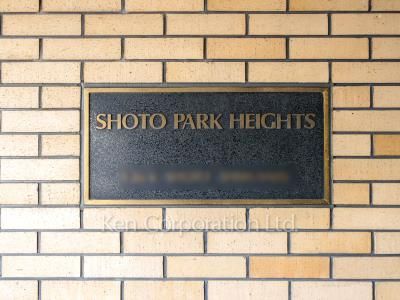 SHOTO PARK HEIGHTS
Ken Corporation Ltd.